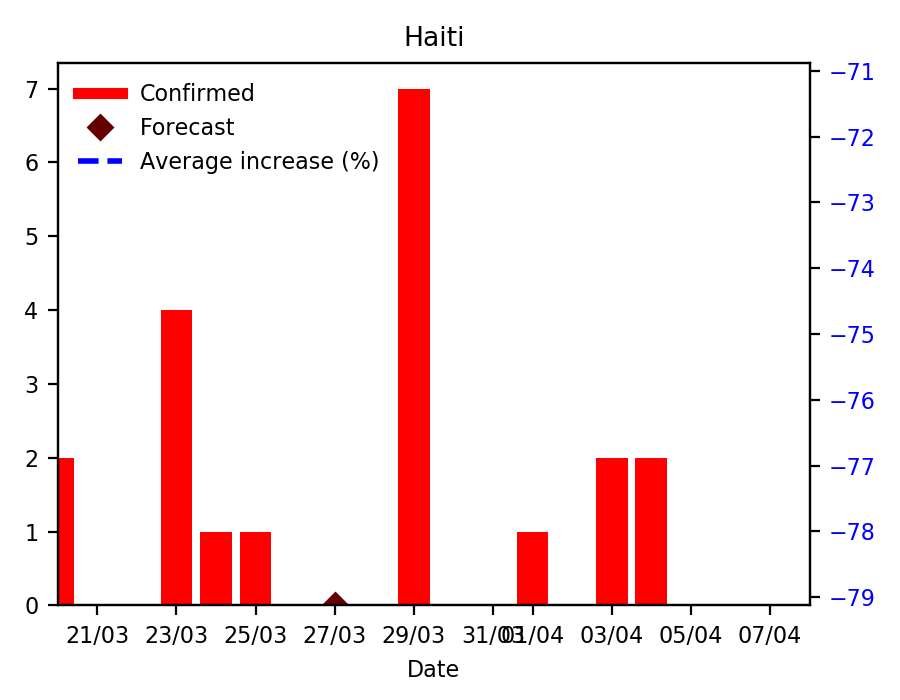 Haiti
Confirmed
Forecast
Average increase (%)
7
6
5
4
3
2
1
0
−71
−72
−73
−74
−75
−76
−77
−78
−79
21/03 23/03 25/03 27/03 29/03 31/03 01/04 03/04 05/04 07/04
Date